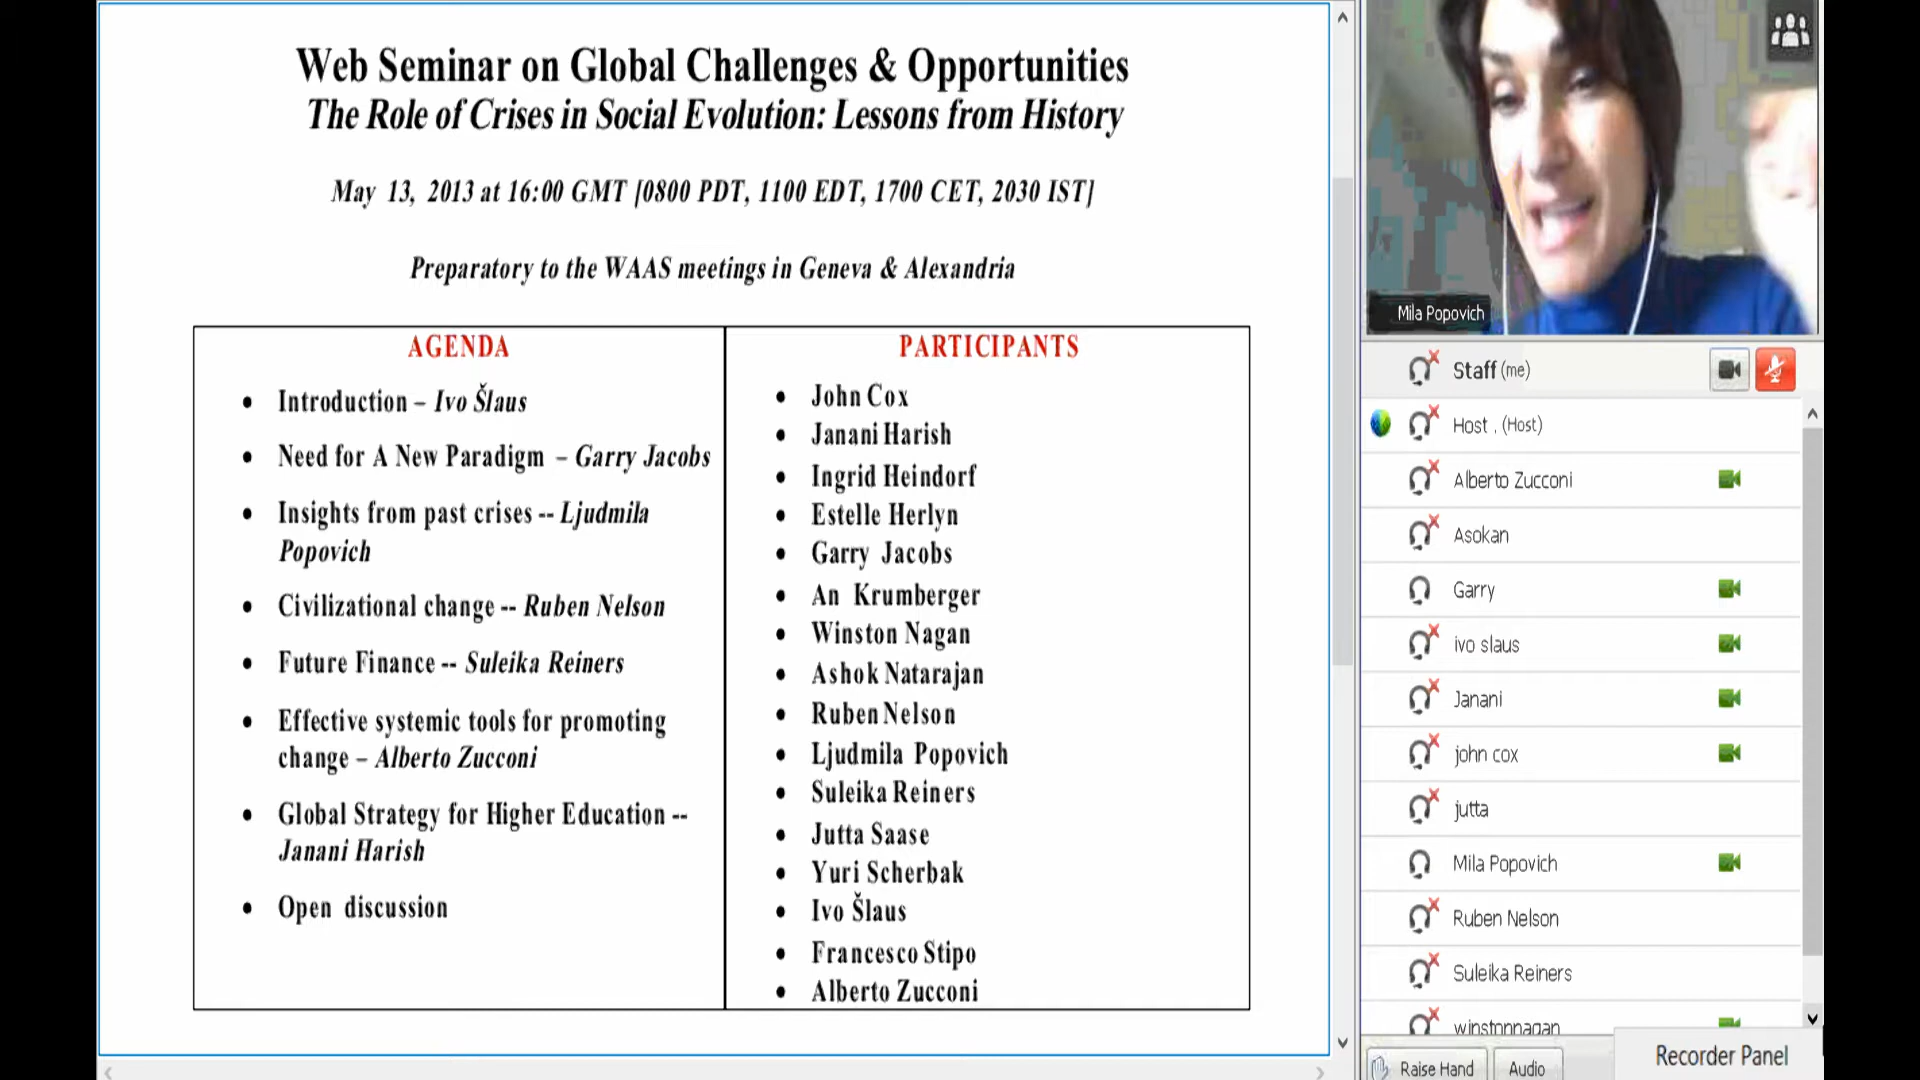 Web Seminar on Global Challenges & Opportunities
The Role of Crises in Social Evolution: Lessons from History
May 13, 2013 at 16:00 GMT [0800 PDT, 1100 EDT, 1700 CET, 2030 IST]
Preparatory to the WAAS meetings in Geneva & Alexandria
AGENDA
• Introduction – Ivo Šlaus
• Need for A New Paradigm – Garry Jacobs
• Insights from past crises -- Ljudmila
Popovich
• Civilizational change -- Ruben Nelson
• Future Finance -- Suleika Reiners
• Effective systemic tools for promoting
change – Alberto Zucconi
• Global Strategy for Higher Education --
Janani Harish
• Open discussion
PARTICIPANTS
• John Cox
• Janani Harish
• Ingrid Heindorf
• Estelle Herlyn
• Garry Jacobs
• An Krumberger
• Winston Nagan
• Ashok Natarajan
• Ruben Nelson
• Ljudmila Popovich
• Suleika Reiners
• Jutta Saase
• Yuri Scherbak
• Ivo Šlaus
• Francesco Stipo
• Alberto Zucconi
Mila Popovich
Staff (me)
Host . (Host)
Alberto Zucconi
Asokan
Garry
ivo slaus
Janani
john cox
jutta
Mila Popovich
Ruben Nelson
Suleika Reiners
winstonnagan
Raise Hand
Audio
Recorder Panel